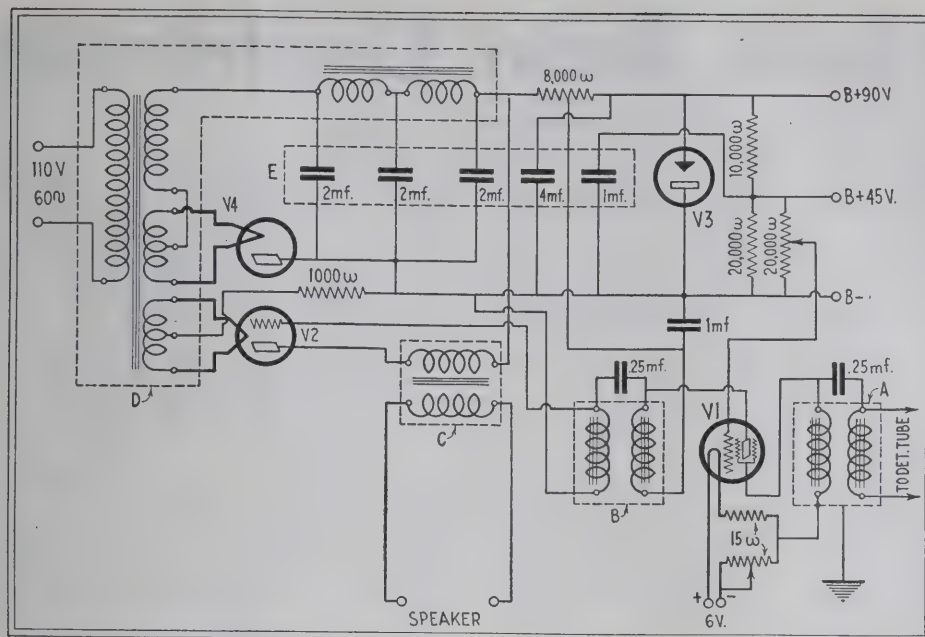 8,000 ω
B+90V
110V
60~
E
2mf.
2mf.
2mf.
4mf.
1mf.
V3
10,000 ω
B+45V.
V4
20,000 ω
20,000 ω
1000 ω
B-
V2
1mf
.25mf.
.25mf.
A
D
C
V1
TO DET. TUBE
B
15 ω
+
-
6V.
SPEAKER